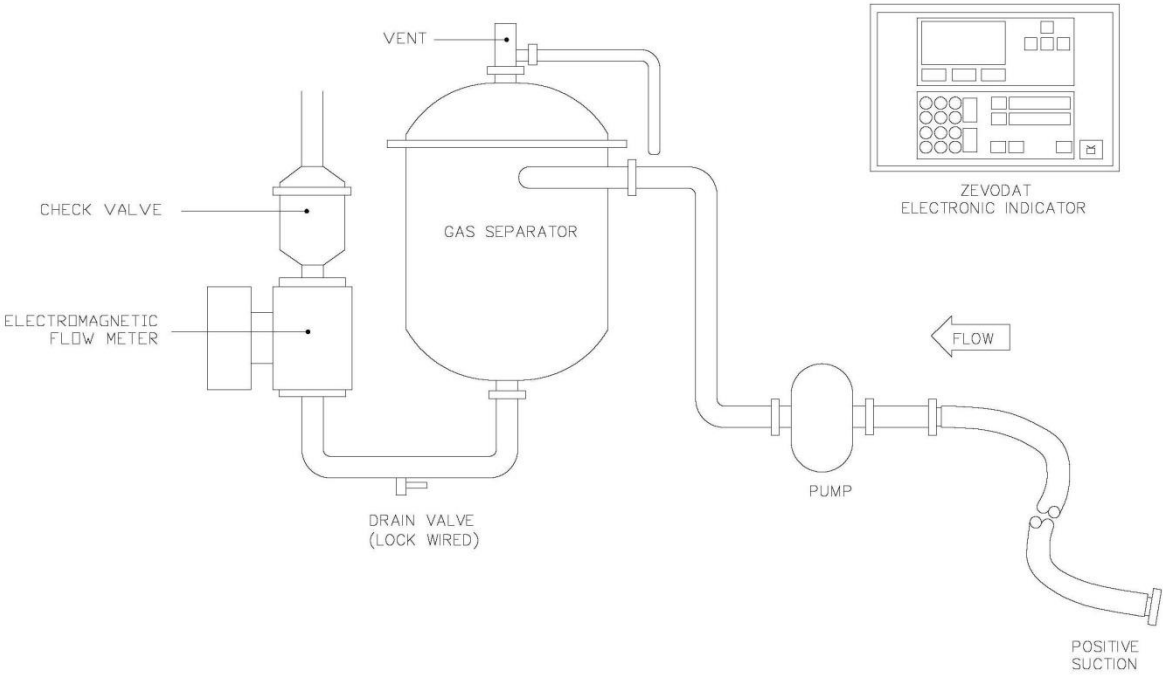 VENT
CHECK VALVE
GAS SEPARATOR
ZEVODAT
ELECTRONIC INDICATOR
ELECTROMAGNETIC
FLOW METER
FLOW
PUMP
DRAIN VALVE
(LOCK WIRED)
POSITIVE
SUCTION